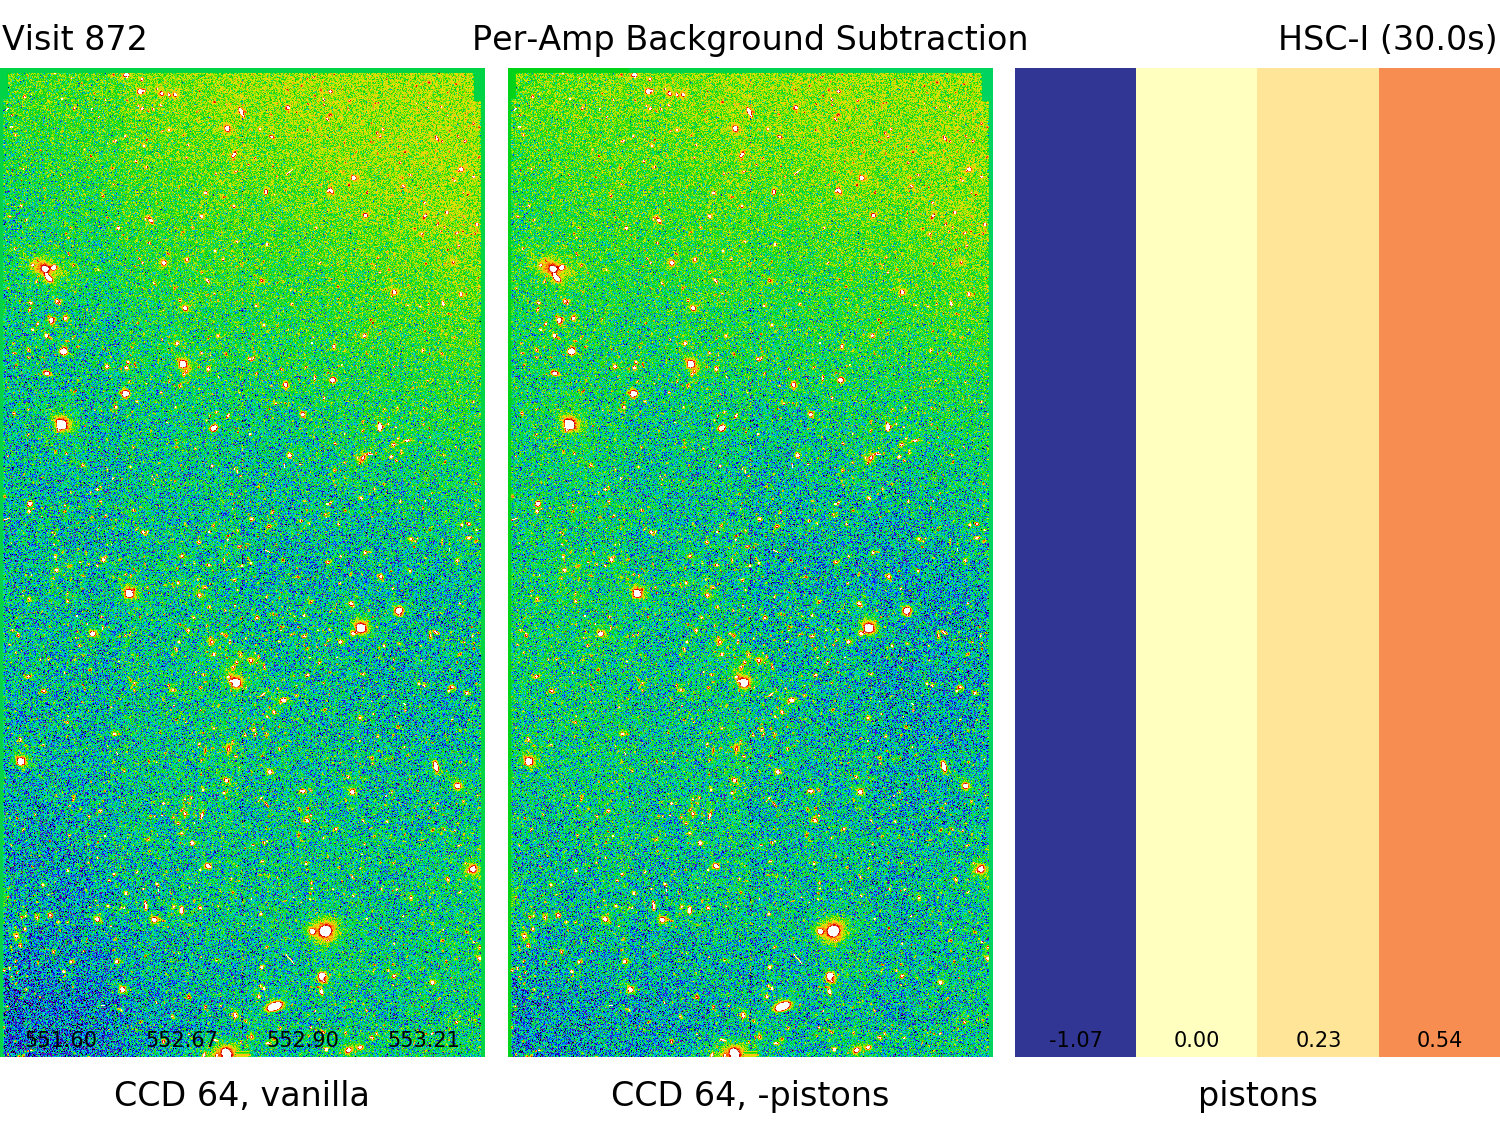 Visit 872 Per-Amp Background Subtraction HSC-I (30.0s)
551.60 552.67 552.90 553.21 -1.07 0.00 0.23 0.54
CCD 64, vanilla CCD 64, -pistons pistons